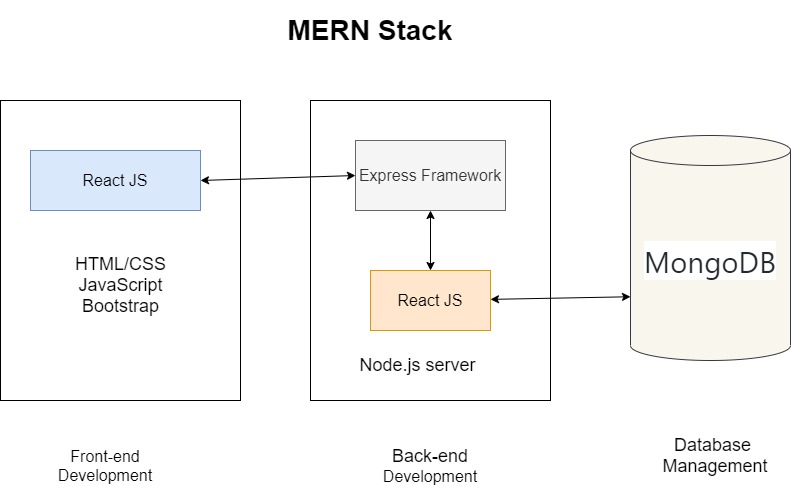 MERN Stack
React JS
HTML/CSS
JavaScript
Bootstrap
Express Framework
React JS
Node.js server
MongoDB
Front-end
Development
Back-end
Development
Database
Management